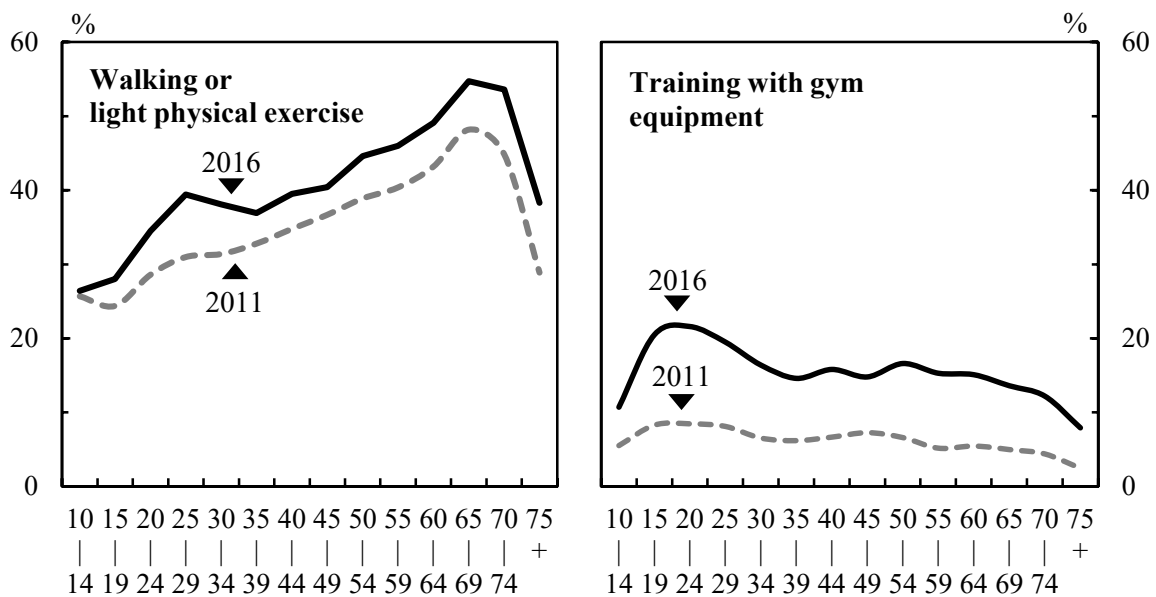 % %
60 60
Walking or
light physical exercise
Training with gym
equipment
2016
40 40
2011
2016
20 20
2011
0 0
10 15 20 25 30 35 40 45 50 55 60 65 70 75 10 15 20 25 30 35 40 45 50 55 60 65 70 75
| | | | | | | | | | | | | + | | | | | | | | | | | | | +
14 19 24 29 34 39 44 49 54 59 64 69 74 14 19 24 29 34 39 44 49 54 59 64 69 74